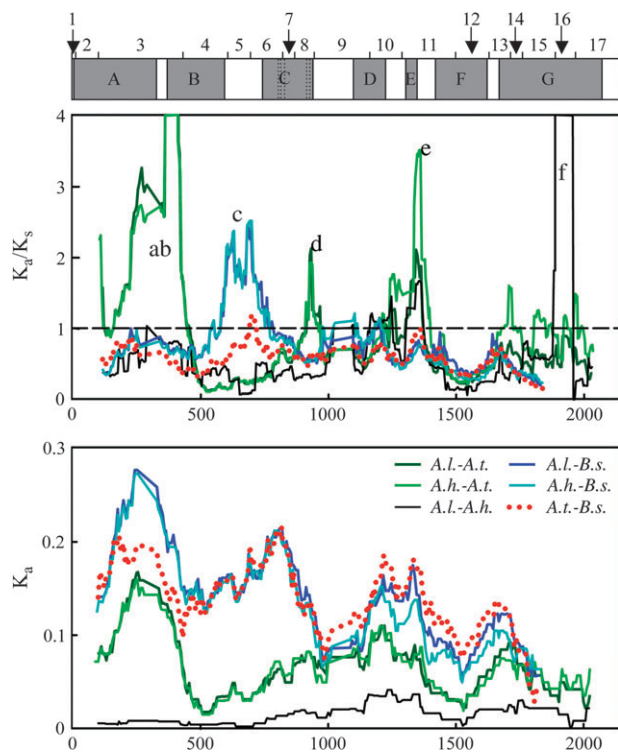 1 7 12 14 16
2 3 4 5 6 8 9 10 11 13 15 17
A B C D E F G
4
3
2
1
0
Ka/Ks
ab c d e f
0 500 1000 1500 2000
0.3
0.2
0.1
0
Ka
A.l.-A.t. A.l.-B.s.
A.h.-A.t. A.h.-B.s.
A.l.-A.h. A.t.-B.s.
0 500 1000 1500 2000